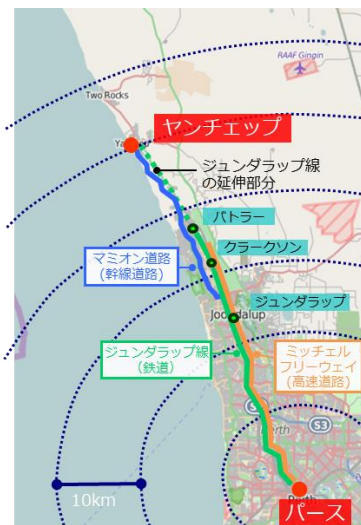 RAAF Gingin
Two Rocks
ヤンチェップ
ジュンダラップ線
の延伸部分
バトラー
クラークソン
マミオン道路
(幹線道路)
ジュンダラップ
ジュンダラップ線
(鉄道)
ミッチェル
フリーウェイ
(高速道路)
S3
10km
パース